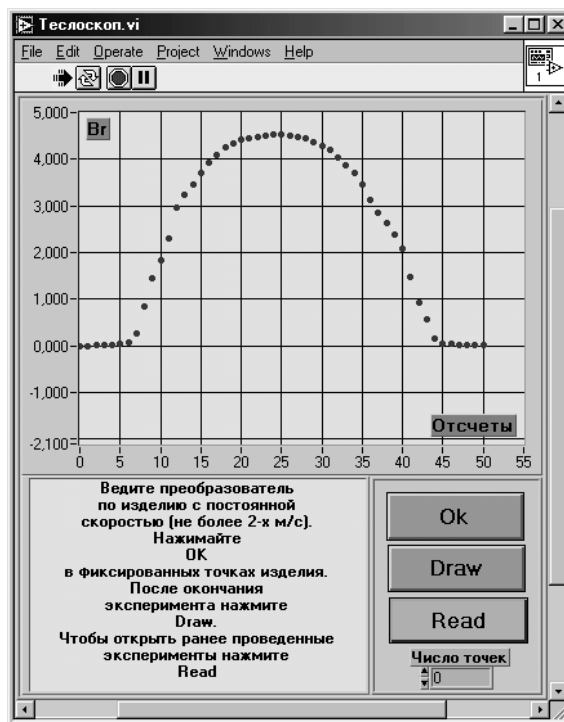 Теслоскоп.vi
File Edit Operate Project Windows Help
1
5,000
Br
4,000
3,000
2,000
1,000
0,000
-1,000
Отсчеты
-2,100
0 5 10 15 20 25 30 35 40 45 50 55
Ведите преобразователь
по изделию с постоянной
скоростью (не более 2-х м/с).
Нажимайте
OK
в фиксированных точках изделия.
После окончания
эксперимента нажмите
Draw.
Чтобы открыть ранее проведенные
эксперименты нажмите
Read
Ok
Draw
Read
Число точек
0